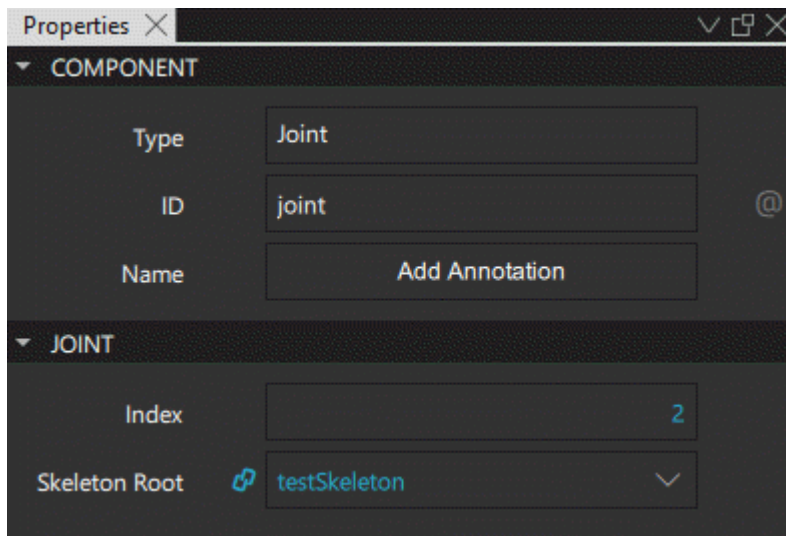 Properties
COMPONENT
Type Joint
ID joint @
Name Add Annotation
JOINT
Index 2
Skeleton Root testSkeleton